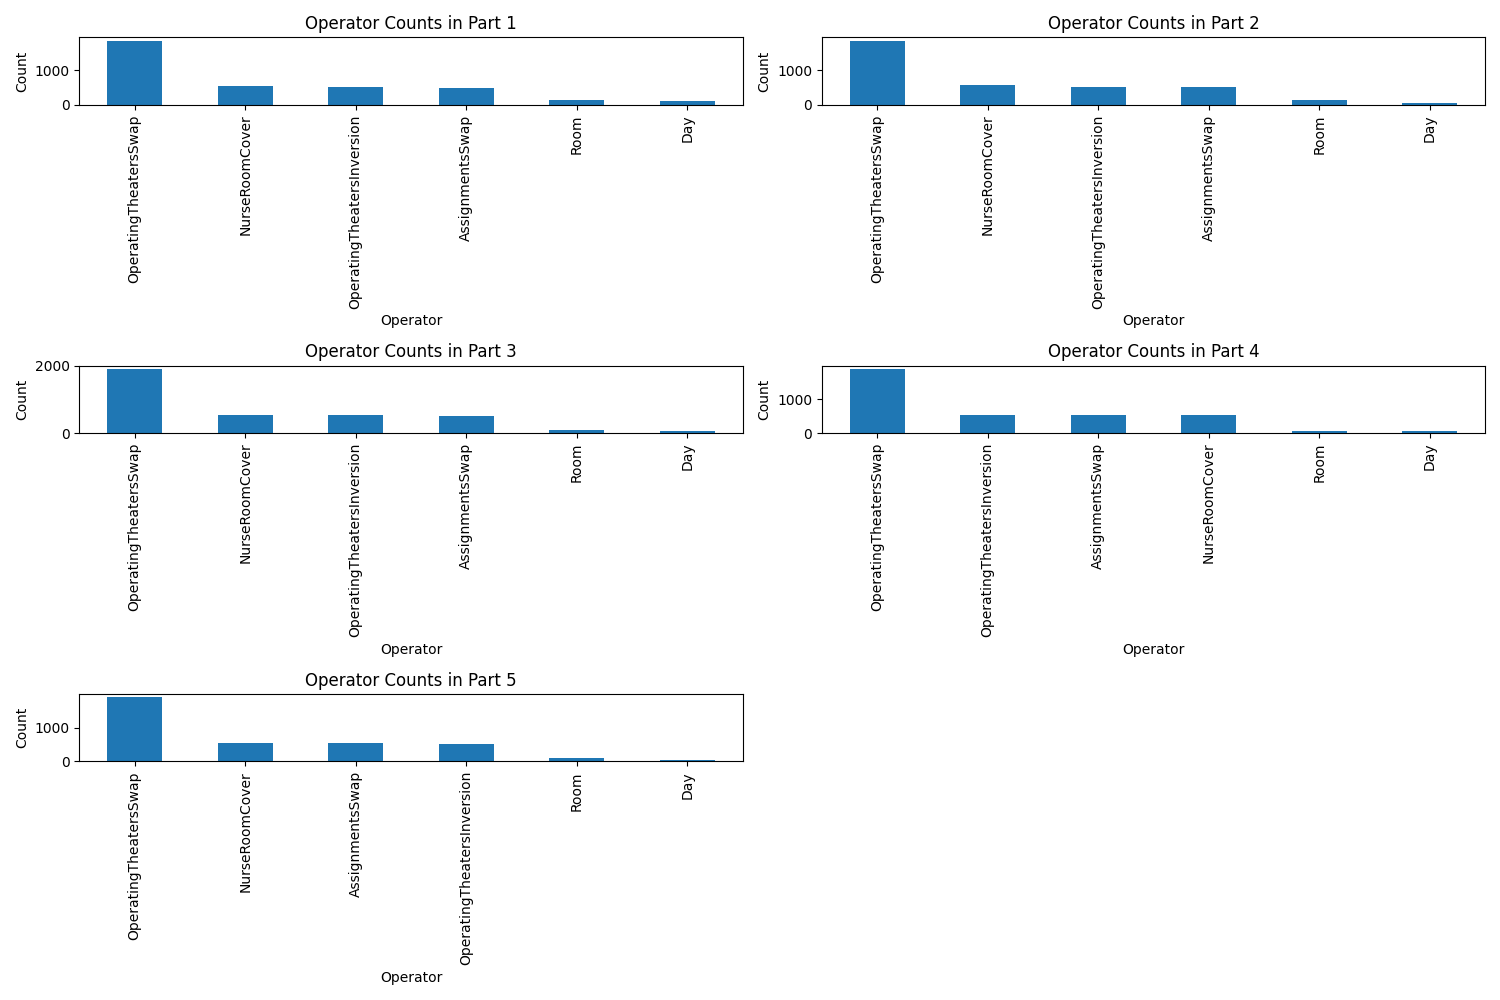 Operator Counts in Part 1
Count
1000
0
OperatingTheatersSwap
NurseRoomCover
OperatingTheatersInversion
AssignmentsSwap
Room
Day
Operator
Operator Counts in Part 2
Count
1000
0
OperatingTheatersSwap
NurseRoomCover
OperatingTheatersInversion
AssignmentsSwap
Room
Day
Operator
Operator Counts in Part 3
Count
2000
0
OperatingTheatersSwap
NurseRoomCover
OperatingTheatersInversion
AssignmentsSwap
Room
Day
Operator
Operator Counts in Part 4
Count
1000
0
OperatingTheatersSwap
OperatingTheatersInversion
AssignmentsSwap
NurseRoomCover
Room
Day
Operator
Operator Counts in Part 5
Count
1000
0
OperatingTheatersSwap
NurseRoomCover
AssignmentsSwap
OperatingTheatersInversion
Room
Day
Operator